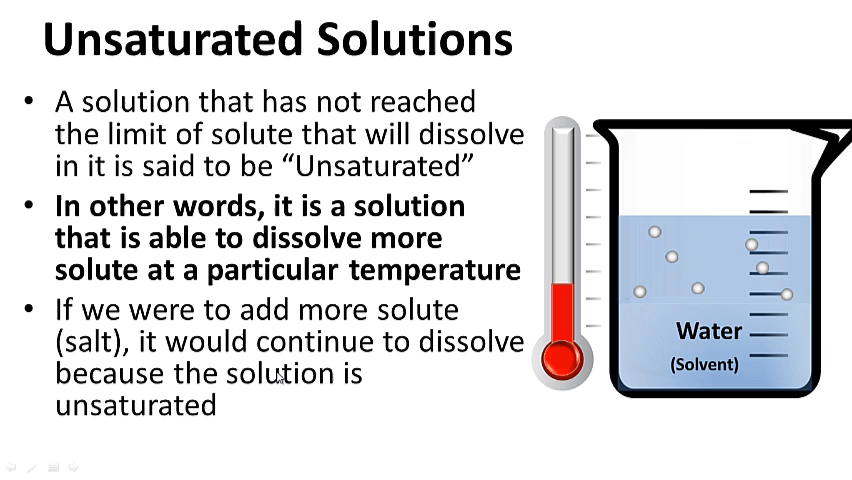 Unsaturated Solutions
• A solution that has not reached
the limit of solute that will dissolve
in it is said to be “Unsaturated”
• In other words, it is a solution
that is able to dissolve more
solute at a particular temperature
• If we were to add more solute
(salt), it would continue to dissolve
because the solution is
unsaturated
Water
(Solvent)